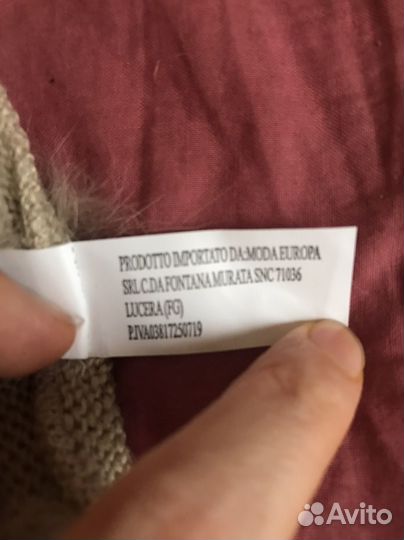 PRODOTTO IMPORTATO DA:MODA EUROPA
SRL C.DA FONTANA MURATA SNC 71036
LUCERA (FG)
P.IVA03817250719
Avito